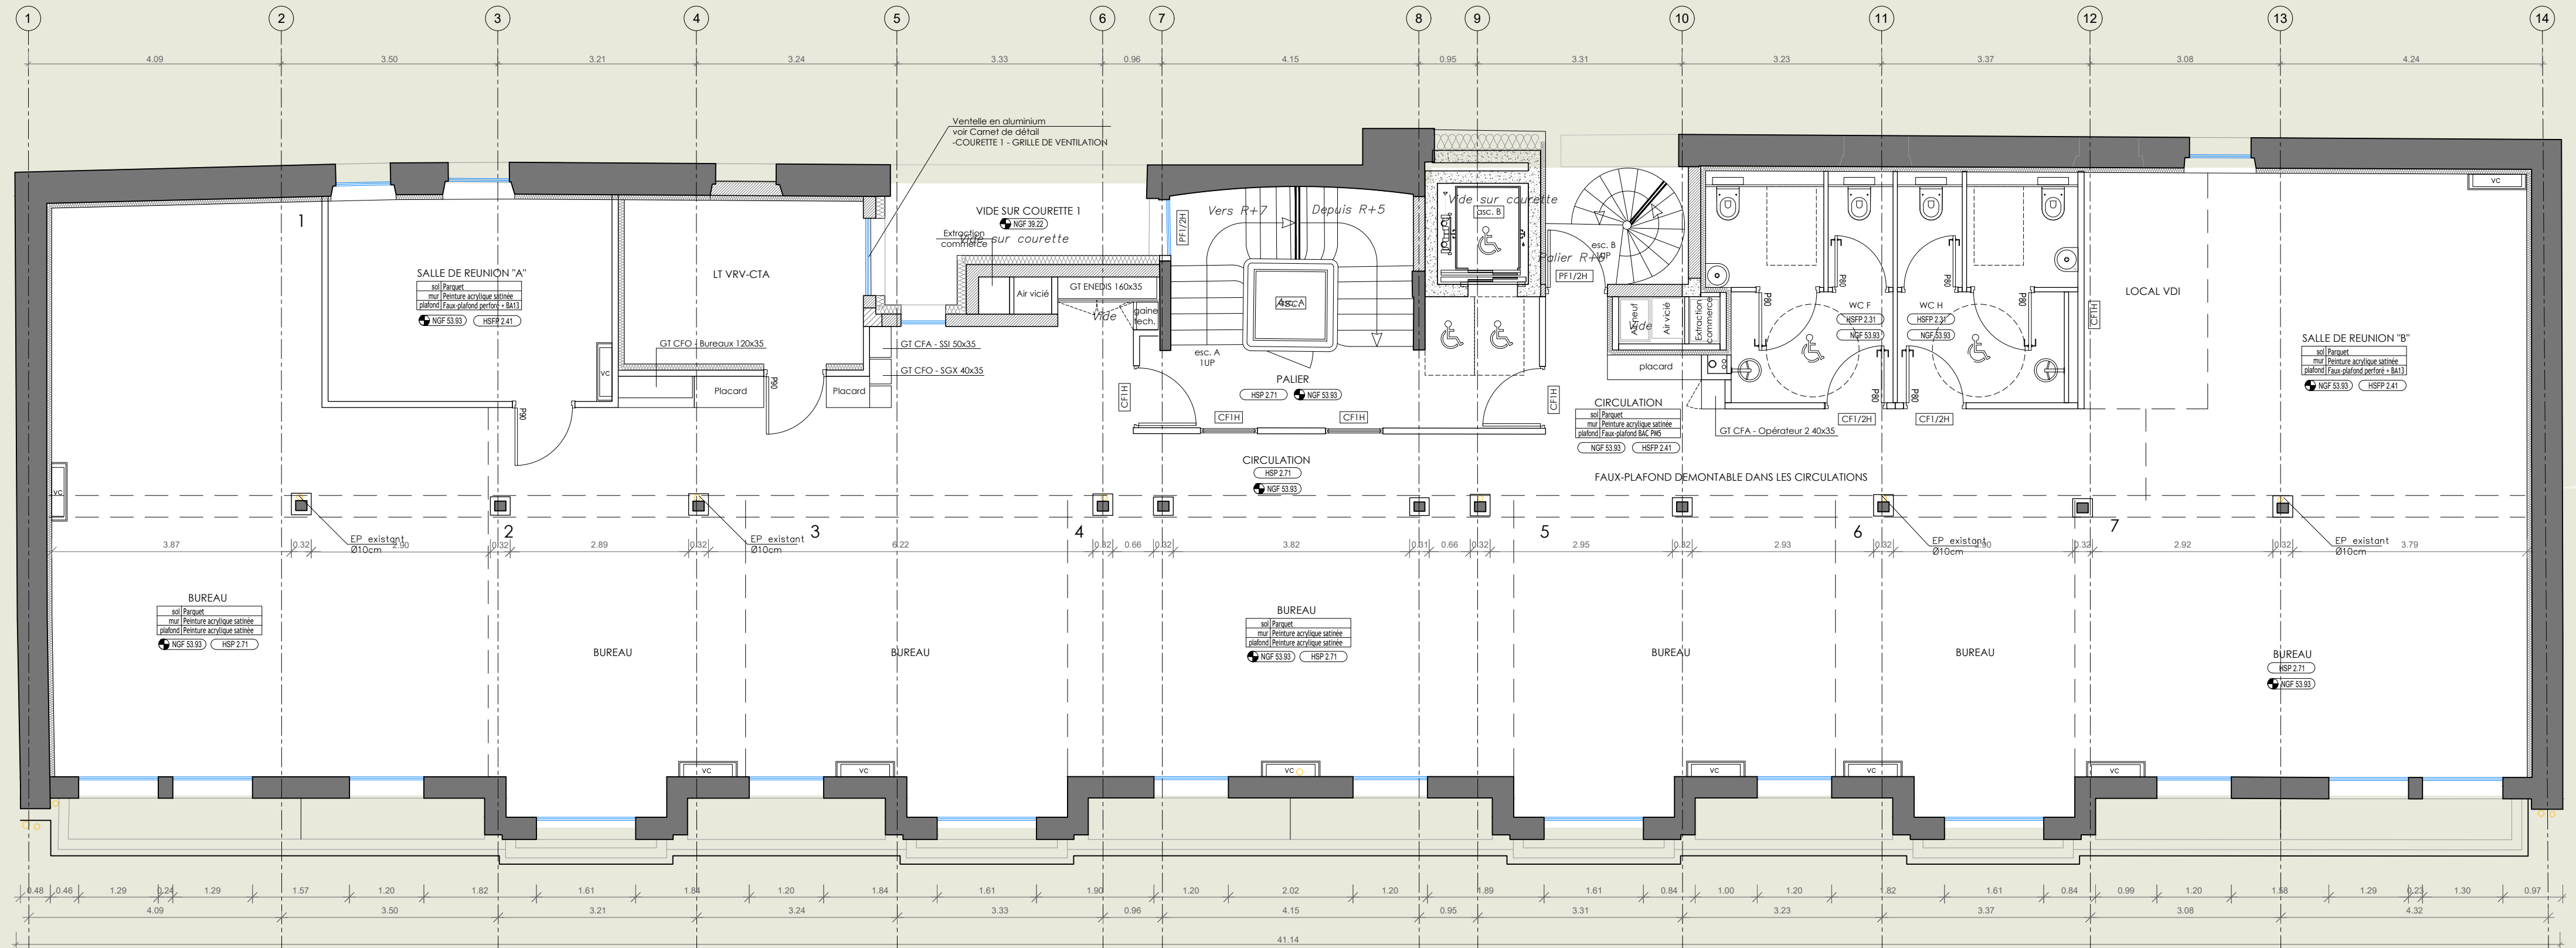 1 2 3 4 5 6 7 8 9 10 11 12 13 14
4.09 3.50 3.21 3.24 3.33 0.96 4.15 0.95 3.31 3.23 3.37 3.08 4.24
Ventelle en aluminium
voir Carnet de détail
-COURETTE 1 - GRILLE DE VENTILATION
1
SALLE DE REUNION "A"
sol Parquet
mur Peinture acrylique satinée
plafond Faux-plafond perforé + BA13
NGF 53.93 HSFP 2.41
vc
P90
LT VRV-CTA
GT CFO - Bureaux 120x35
Placard
P90
Placard
VIDE SUR COURETTE 1
NGF 39.22
Vide sur courette
Extraction
commerce
Air vicié
GT ENEDIS 160x35
Vide
gaine
tech.
GT CFA - SSI 50x35
GT CFO - SGX 40x35
PF1/2H
Vers R+7
Depuis R+5
Asc. A
esc. A
1UP
CF1H
PALIER
HSP 2.71 NGF 53.93
CF1H
CF1H
CF1H
Vide sur courette
asc. B
esc. B
1UP
Palier R+6
PF1/2H
Vide
Air neuf
Air vicié
Extraction
commerce
placard
CIRCULATION
sol Parquet
mur Peinture acrylique satinée
plafond Faux-plafond BAC PM5
NGF 53.93 HSFP 2.41
GT CFA - Opérateur 2 40x35
P80
P80
P80
P80
P80
P80
WC F
HSFP 2.31
NGF 53.93
WC H
HSFP 2.31
NGF 53.93
CF1/2H
CF1/2H
CF1H
LOCAL VDI
vc
SALLE DE REUNION "B"
sol Parquet
mur Peinture acrylique satinée
plafond Faux-plafond perforé + BA13
NGF 53.93 HSFP 2.41
CIRCULATION
HSP 2.71
NGF 53.93
FAUX-PLAFOND DEMONTABLE DANS LES CIRCULATIONS
vc
2 3 4 5 6 7
EP existant
Ø10cm
EP existant
Ø10cm
EP existant
Ø10cm
EP existant
Ø10cm
3.87 0.32 2.90 0.32 2.89 0.32 6.22 0.32 0.66 0.32 3.82 0.31 0.66 0.32 2.95 0.32 2.93 0.32 2.90 0.32 2.92 0.32 3.79
BUREAU
sol Parquet
mur Peinture acrylique satinée
plafond Peinture acrylique satinée
NGF 53.93 HSP 2.71
BUREAU
BUREAU
BUREAU
sol Parquet
mur Peinture acrylique satinée
plafond Peinture acrylique satinée
NGF 53.93 HSP 2.71
BUREAU
BUREAU
BUREAU
HSP 2.71
NGF 53.93
vc vc vc vc vc vc
0.48 0.46 1.29 0.24 1.29 1.57 1.20 1.82 1.61 1.84 1.20 1.84 1.61 1.90 1.20 2.02 1.20 1.89 1.61 0.84 1.00 1.20 1.82 1.61 0.84 0.99 1.20 1.58 1.29 0.23 1.30 0.97
4.09 3.50 3.21 3.24 3.33 0.96 4.15 0.95 3.31 3.23 3.37 3.08 4.32
41.14